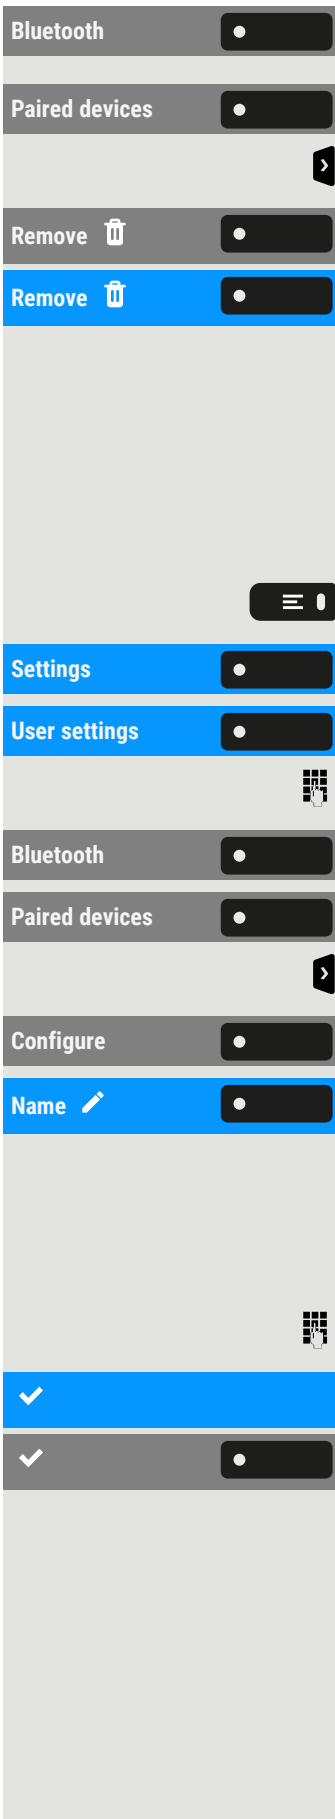 Bluetooth
Paired devices
Remove
Remove
Settings
User settings
Bluetooth
Paired devices
Configure
Name